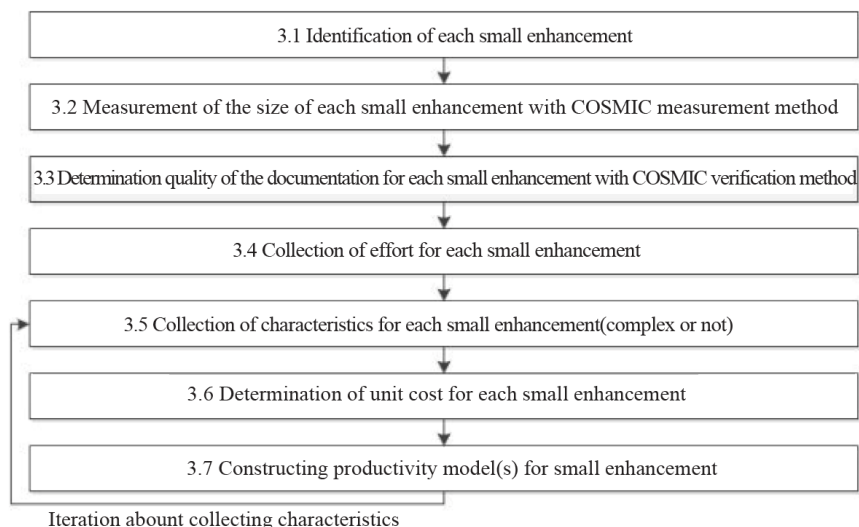 3.1 Identification of each small enhancement
3.2 Measurement of the size of each small enhancement with COSMIC measurement method
3.3 Determination quality of the documentation for each small enhancement with COSMIC verification method
3.4 Collection of effort for each small enhancement
3.5 Collection of characteristics for each small enhancement(complex or not)
3.6 Determination of unit cost for each small enhancement
3.7 Constructing productivity model(s) for small enhancement
Iteration abount collecting characteristics